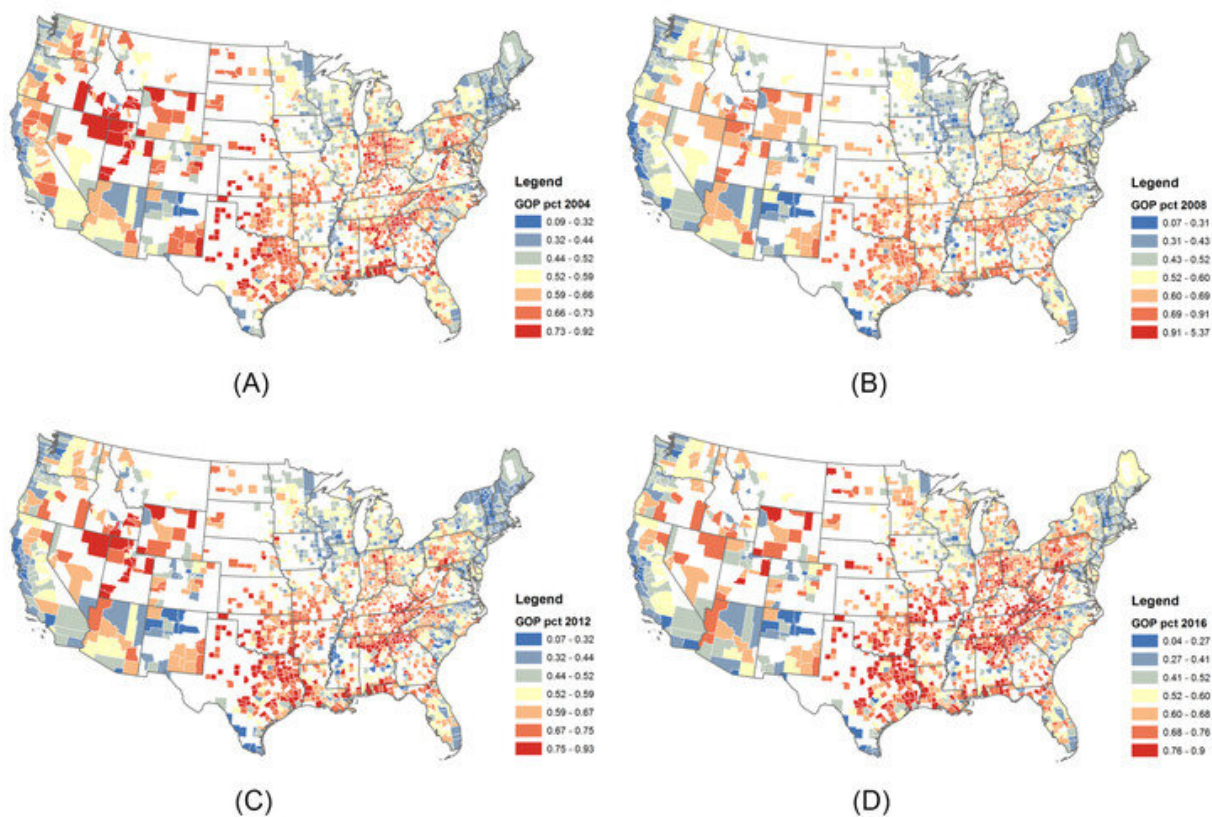 Legend
GOP pct 2004
0.09 - 0.32
0.32 - 0.44
0.44 - 0.52
0.52 - 0.59
0.59 - 0.66
0.66 - 0.73
0.73 - 0.92
(A)
Legend
GOP pct 2008
0.07 - 0.31
0.31 - 0.43
0.43 - 0.52
0.52 - 0.60
0.60 - 0.69
0.69 - 0.91
0.91 - 5.37
(B)
Legend
GOP pct 2012
0.07 - 0.32
0.32 - 0.44
0.44 - 0.52
0.52 - 0.59
0.59 - 0.67
0.67 - 0.75
0.75 - 0.93
(C)
Legend
GOP pct 2016
0.04 - 0.27
0.27 - 0.41
0.41 - 0.52
0.52 - 0.60
0.60 - 0.68
0.68 - 0.76
0.76 - 0.9
(D)